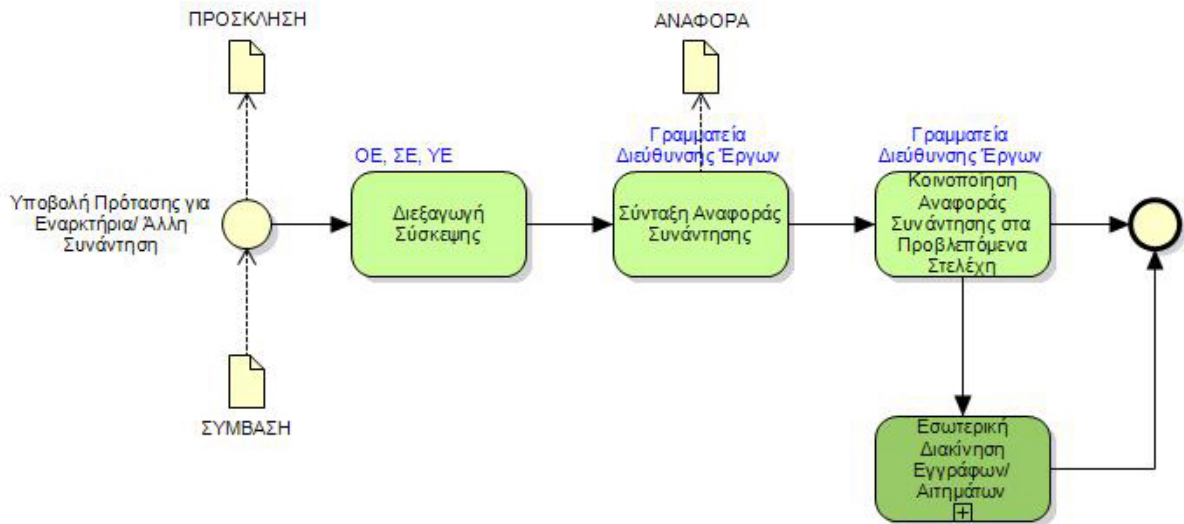 ΠΡΟΣΚΛΗΣΗ
ΑΝΑΦΟΡΑ
Υποβολή Πρότασης για
Εναρκτήρια/ Άλλη
Συνάντηση
ΟΕ, ΣΕ, ΥΕ
Διεξαγωγή
Σύσκεψης
Γραμματεία
Διεύθυνσης Έργων
Σύνταξη Αναφοράς
Συνάντησης
Γραμματεία
Διεύθυνσης Έργων
Κοινοποίηση
Αναφοράς
Συνάντησης στα
Προβλεπόμενα
Στελέχη
ΣΥΜΒΑΣΗ
Εσωτερική
Διακίνηση
Εγγράφων/
Αιτημάτων